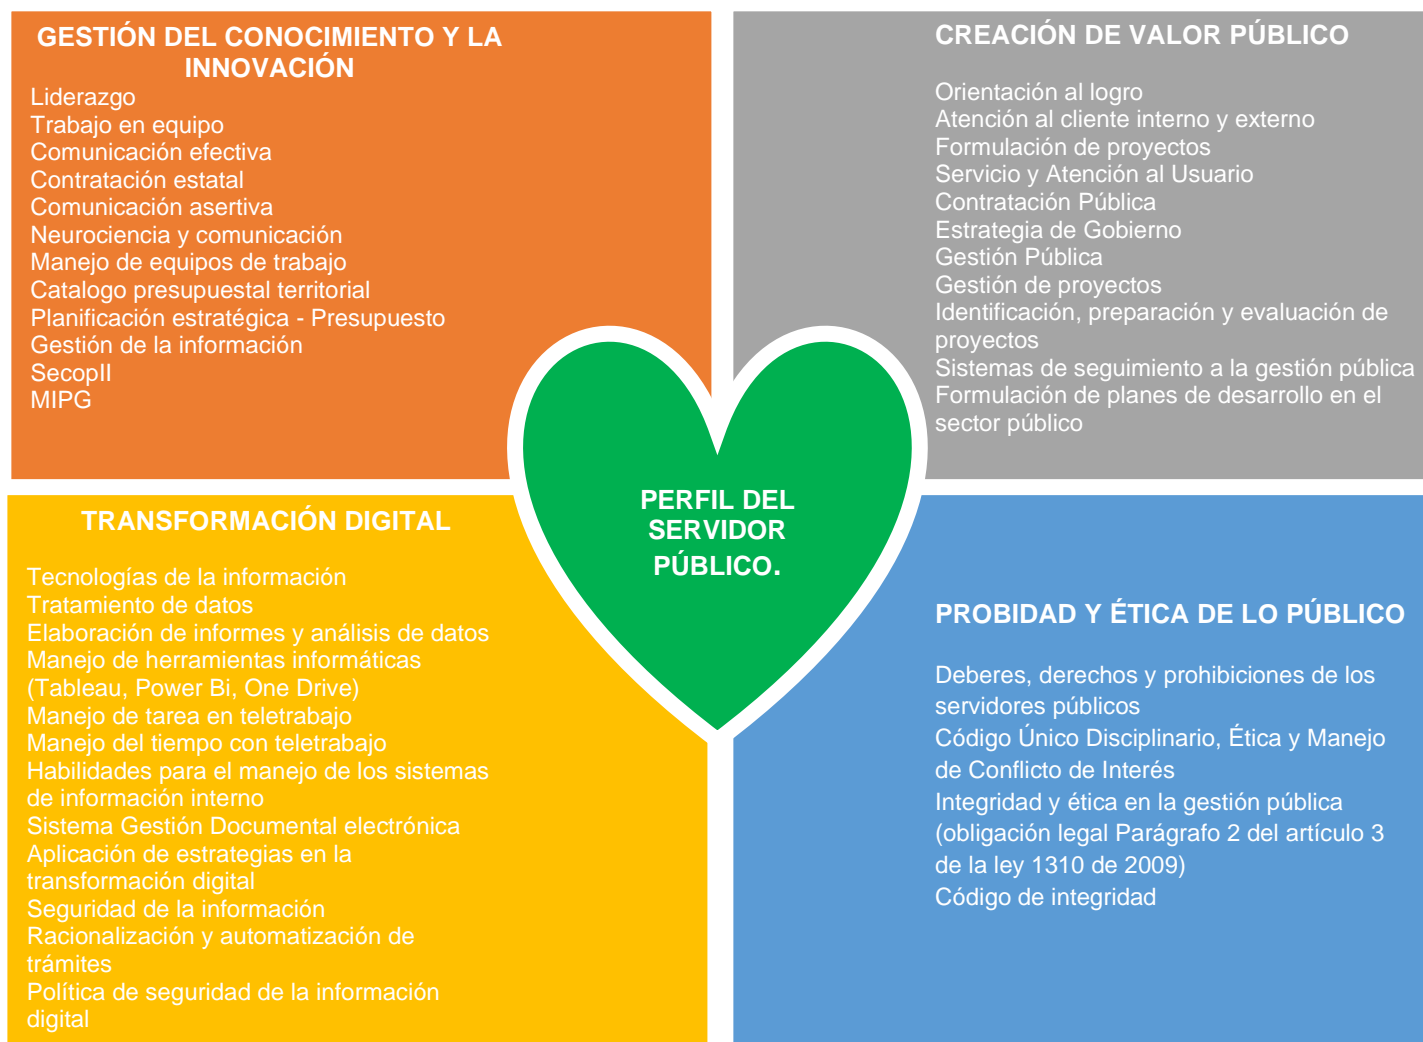 GESTIÓN DEL CONOCIMIENTO Y LA
INNOVACIÓN
Liderazgo
Trabajo en equipo
Comunicación efectiva
Contratación estatal
Comunicación asertiva
Neurociencia y comunicación
Manejo de equipos de trabajo
Catalogo presupuestal territorial
Planificación estratégica - Presupuesto
Gestión de la información
SecopII
MIPG
CREACIÓN DE VALOR PÚBLICO
Orientación al logro
Atención al cliente interno y externo
Formulación de proyectos
Servicio y Atención al Usuario
Contratación Pública
Estrategia de Gobierno
Gestión Pública
Gestión de proyectos
Identificación, preparación y evaluación de
proyectos
Sistemas de seguimiento a la gestión pública
Formulación de planes de desarrollo en el
sector público
PERFIL DEL
SERVIDOR
PÚBLICO.
TRANSFORMACIÓN DIGITAL
Tecnologías de la información
Tratamiento de datos
Elaboración de informes y análisis de datos
Manejo de herramientas informáticas
(Tableau, Power Bi, One Drive)
Manejo de tarea en teletrabajo
Manejo del tiempo con teletrabajo
Habilidades para el manejo de los sistemas
de información interno
Sistema Gestión Documental electrónica
Aplicación de estrategias en la
transformación digital
Seguridad de la información
Racionalización y automatización de
trámites
Política de seguridad de la información
digital
PROBIDAD Y ÉTICA DE LO PÚBLICO
Deberes, derechos y prohibiciones de los
servidores públicos
Código Único Disciplinario, Ética y Manejo
de Conflicto de Interés
Integridad y ética en la gestión pública
(obligación legal Parágrafo 2 del artículo 3
de la ley 1310 de 2009)
Código de integridad